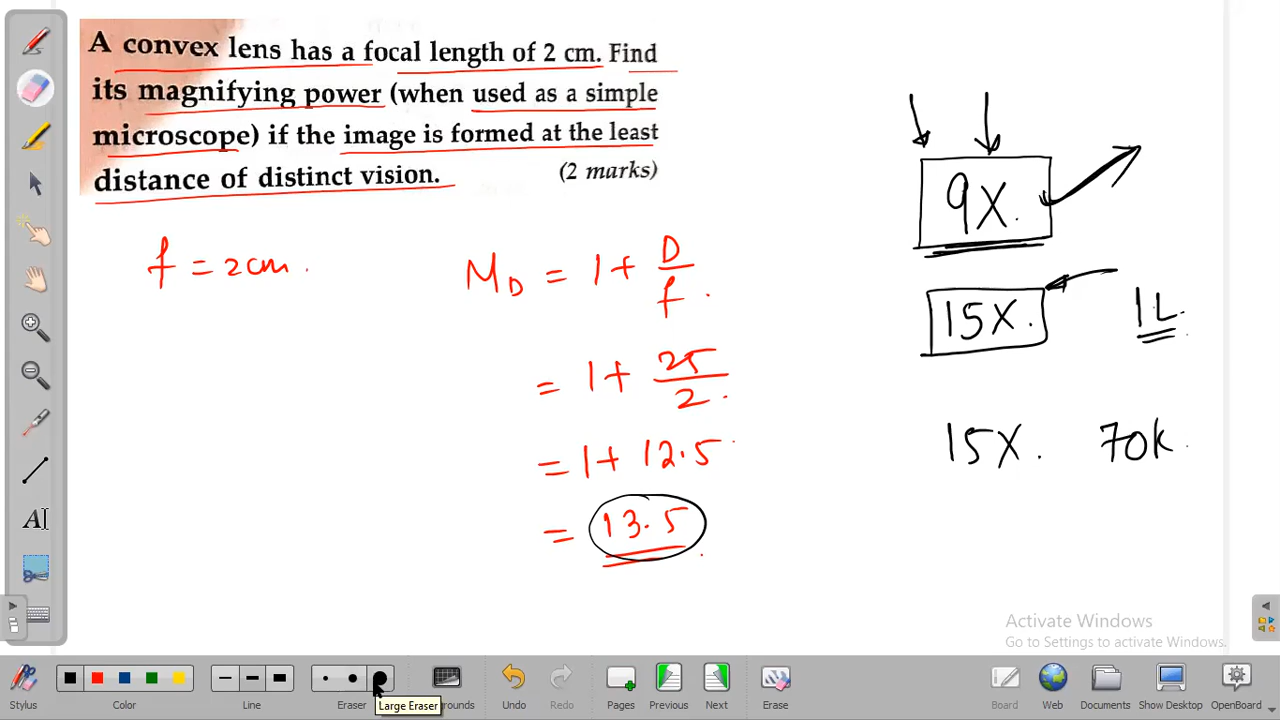 A convex lens has a focal length of 2 cm. Find
its magnifying power (when used as a simple
microscope) if the image is formed at the least
distance of distinct vision. (2 marks)
f = 2cm.
M_D = 1 + D/f.
= 1 + 25/2.
= 1 + 12.5
= 13.5
9X.
15X.
1L.
15X. 70K.
Activate Windows
Go to Settings to activate Windows.
A
Stylus Color Line Eraser ounds Undo Redo Pages Previous Next Erase Board Web Documents Show Desktop OpenBoard
Large Eraser